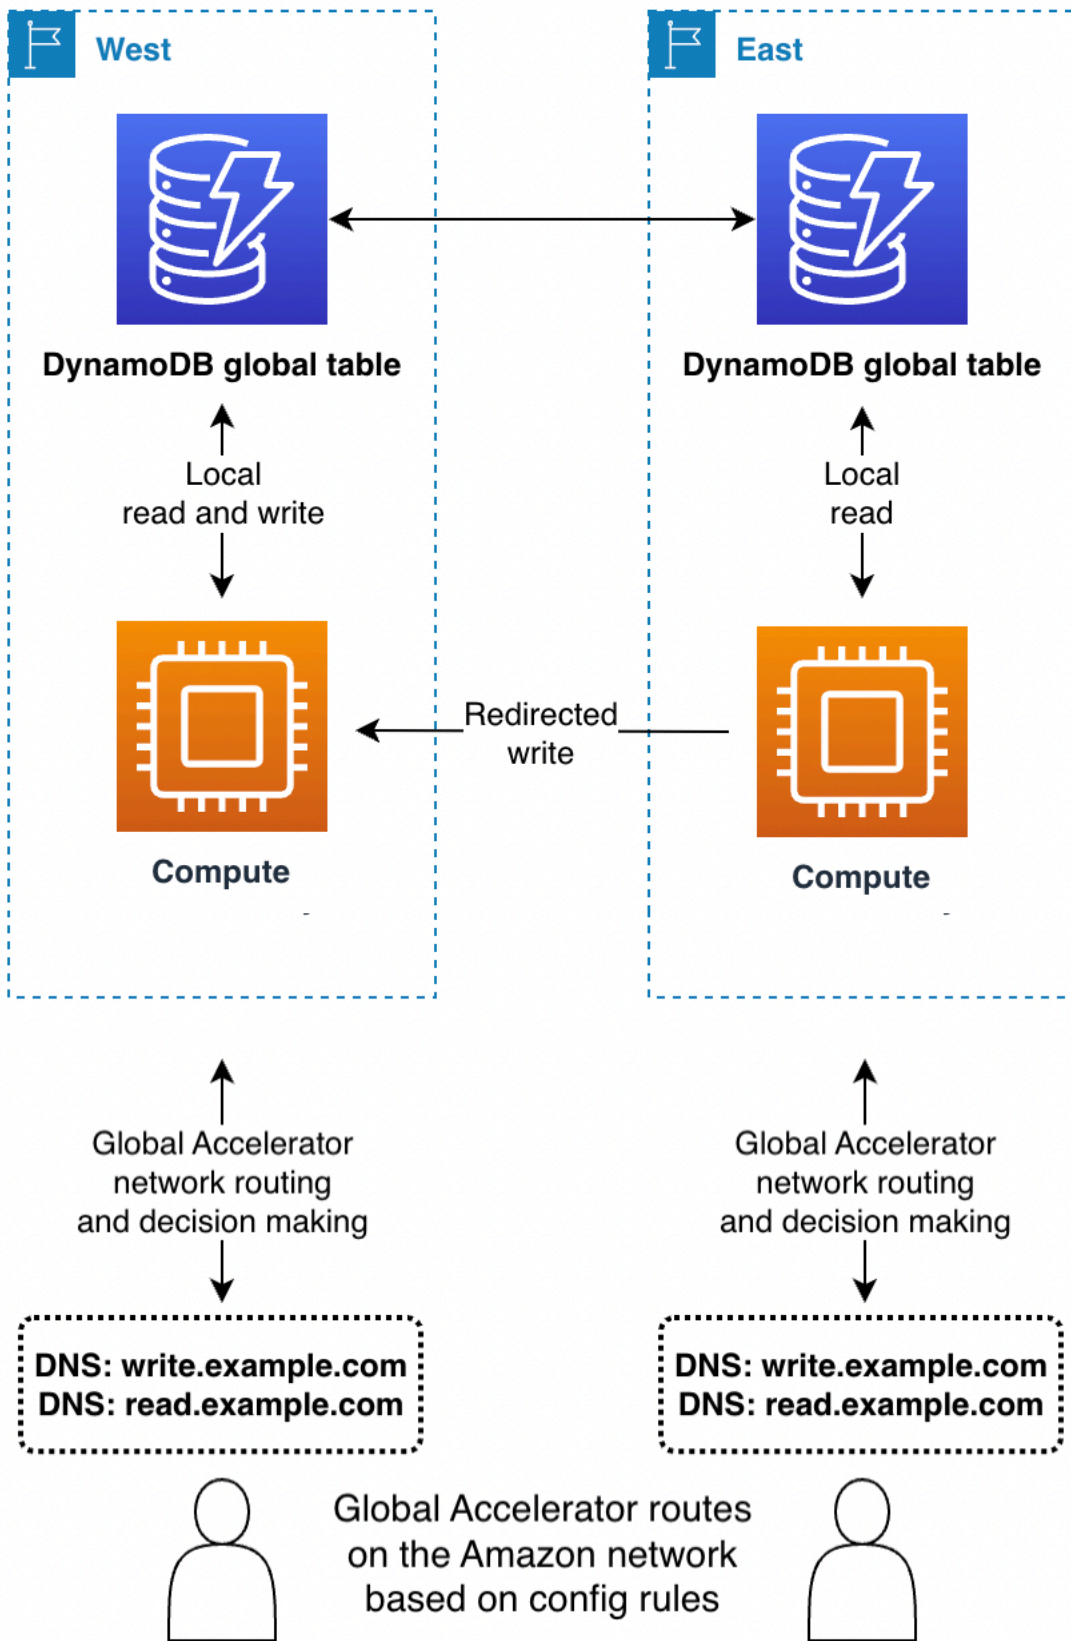 West
East
DynamoDB global table
DynamoDB global table
Local
read and write
Local
read
Redirected
write
Compute
Compute
Global Accelerator
network routing
and decision making
Global Accelerator
network routing
and decision making
DNS: write.example.com
DNS: read.example.com
DNS: write.example.com
DNS: read.example.com
Global Accelerator routes
on the Amazon network
based on config rules